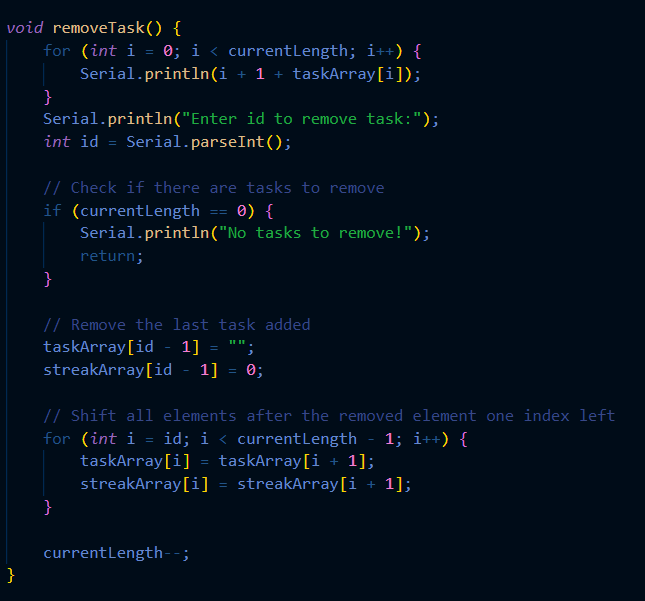 void removeTask() {
    for (int i = 0; i < currentLength; i++) {
        Serial.println(i + 1 + taskArray[i]);
    }
    Serial.println("Enter id to remove task:");
    int id = Serial.parseInt();

    // Check if there are tasks to remove
    if (currentLength == 0) {
        Serial.println("No tasks to remove!");
        return;
    }

    // Remove the last task added
    taskArray[id - 1] = "";
    streakArray[id - 1] = 0;

    // Shift all elements after the removed element one index left
    for (int i = id; i < currentLength - 1; i++) {
        taskArray[i] = taskArray[i + 1];
        streakArray[i] = streakArray[i + 1];
    }

    currentLength--;
}